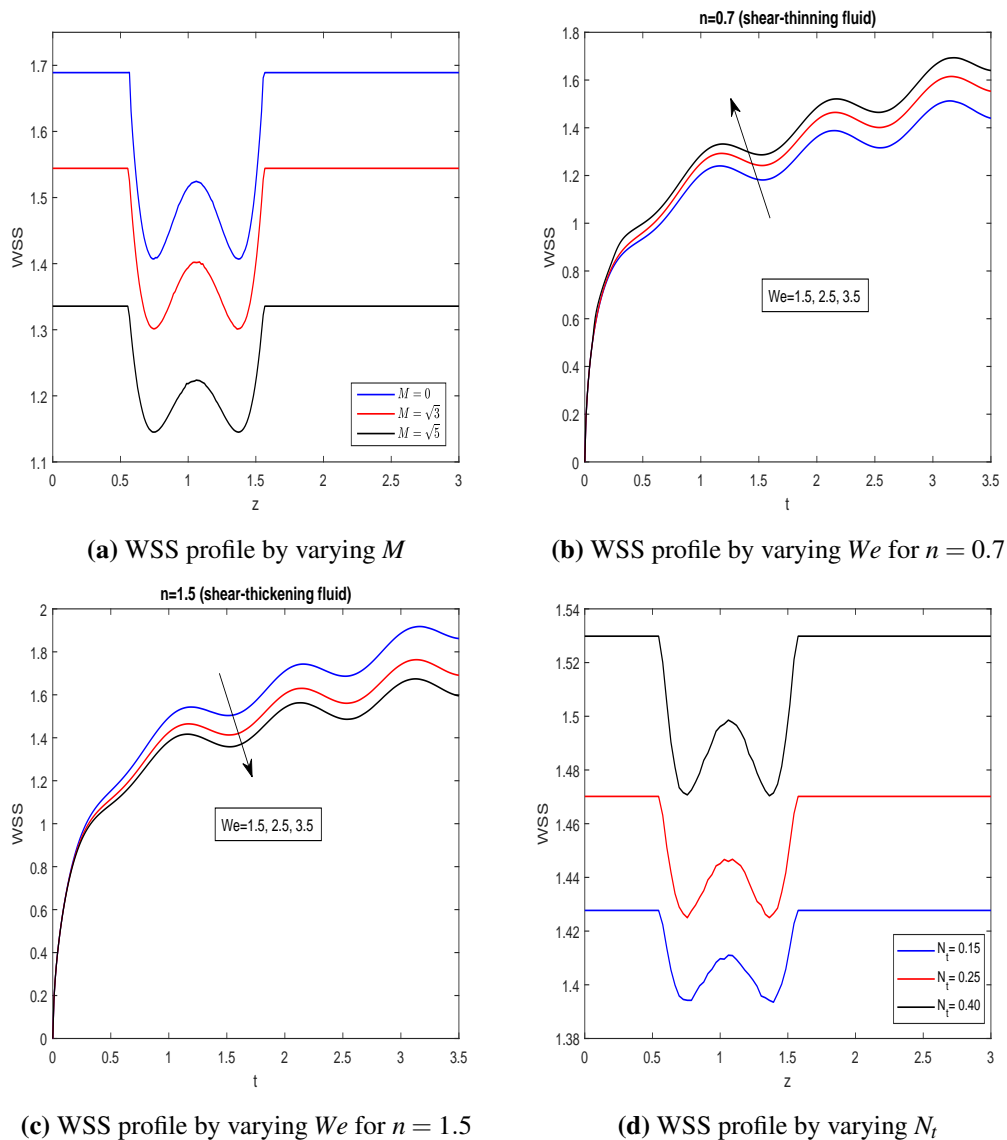 1.7
1.6
1.5
1.4
1.3
1.2
1.1
WSS
0 0.5 1 1.5 2 2.5 3
z
M = 0
M = √3
M = √5
(a) WSS profile by varying M
n=0.7 (shear-thinning fluid)
1.8
1.6
1.4
1.2
1
0.8
0.6
0.4
0.2
0
WSS
We=1.5, 2.5, 3.5
0 0.5 1 1.5 2 2.5 3 3.5
t
(b) WSS profile by varying We for n = 0.7
n=1.5 (shear-thickening fluid)
2
1.8
1.6
1.4
1.2
1
0.8
0.6
0.4
0.2
0
WSS
We=1.5, 2.5, 3.5
0 0.5 1 1.5 2 2.5 3 3.5
t
(c) WSS profile by varying We for n = 1.5
1.54
1.52
1.5
1.48
1.46
1.44
1.42
1.4
1.38
WSS
N_t= 0.15
N_t= 0.25
N_t= 0.40
0 0.5 1 1.5 2 2.5 3
z
(d) WSS profile by varying N_t